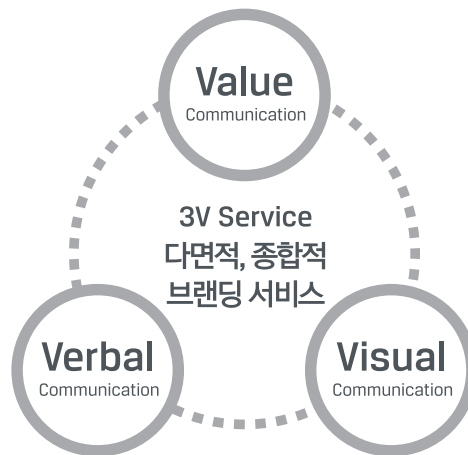 Value
Communication
3V Service
다면적, 종합적
브랜딩 서비스
Verbal
Communication
Visual
Communication